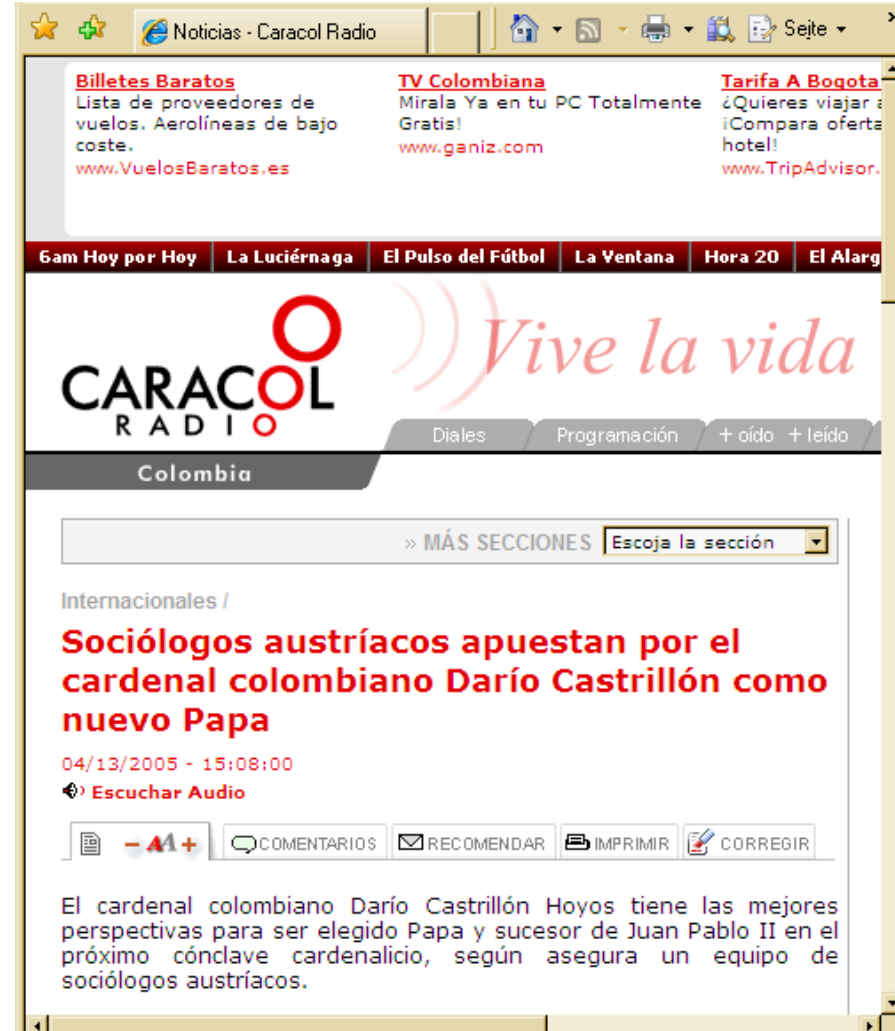 Noticias - Caracol Radio
Seite
Billetes Baratos
Lista de proveedores de
vuelos. Aerolíneas de bajo
coste.
www.VuelosBaratos.es
TV Colombiana
Mirala Ya en tu PC Totalmente
Gratis!
www.ganiz.com
Tarifa A Bogota
¿Quieres viajar a
¡Compara oferta
hotel!
www.TripAdvisor.
6am Hoy por Hoy
La Luciérnaga
El Pulso del Fútbol
La Ventana
Hora 20
El Alarg
CARACOL
RADIO
Vive la vida
Diales
Programación
+ oído + leído
Colombia
» MÁS SECCIONES Escoja la sección
Internacionales /
Sociólogos austríacos apuestan por el
cardenal colombiano Darío Castrillón como
nuevo Papa
04/13/2005 - 15:08:00
Escuchar Audio
- AA +
COMENTARIOS
RECOMENDAR
IMPRIMIR
CORREGIR
El cardenal colombiano Darío Castrillón Hoyos tiene las mejores
perspectivas para ser elegido Papa y sucesor de Juan Pablo II en el
próximo cónclave cardenalicio, según asegura un equipo de
sociólogos austríacos.